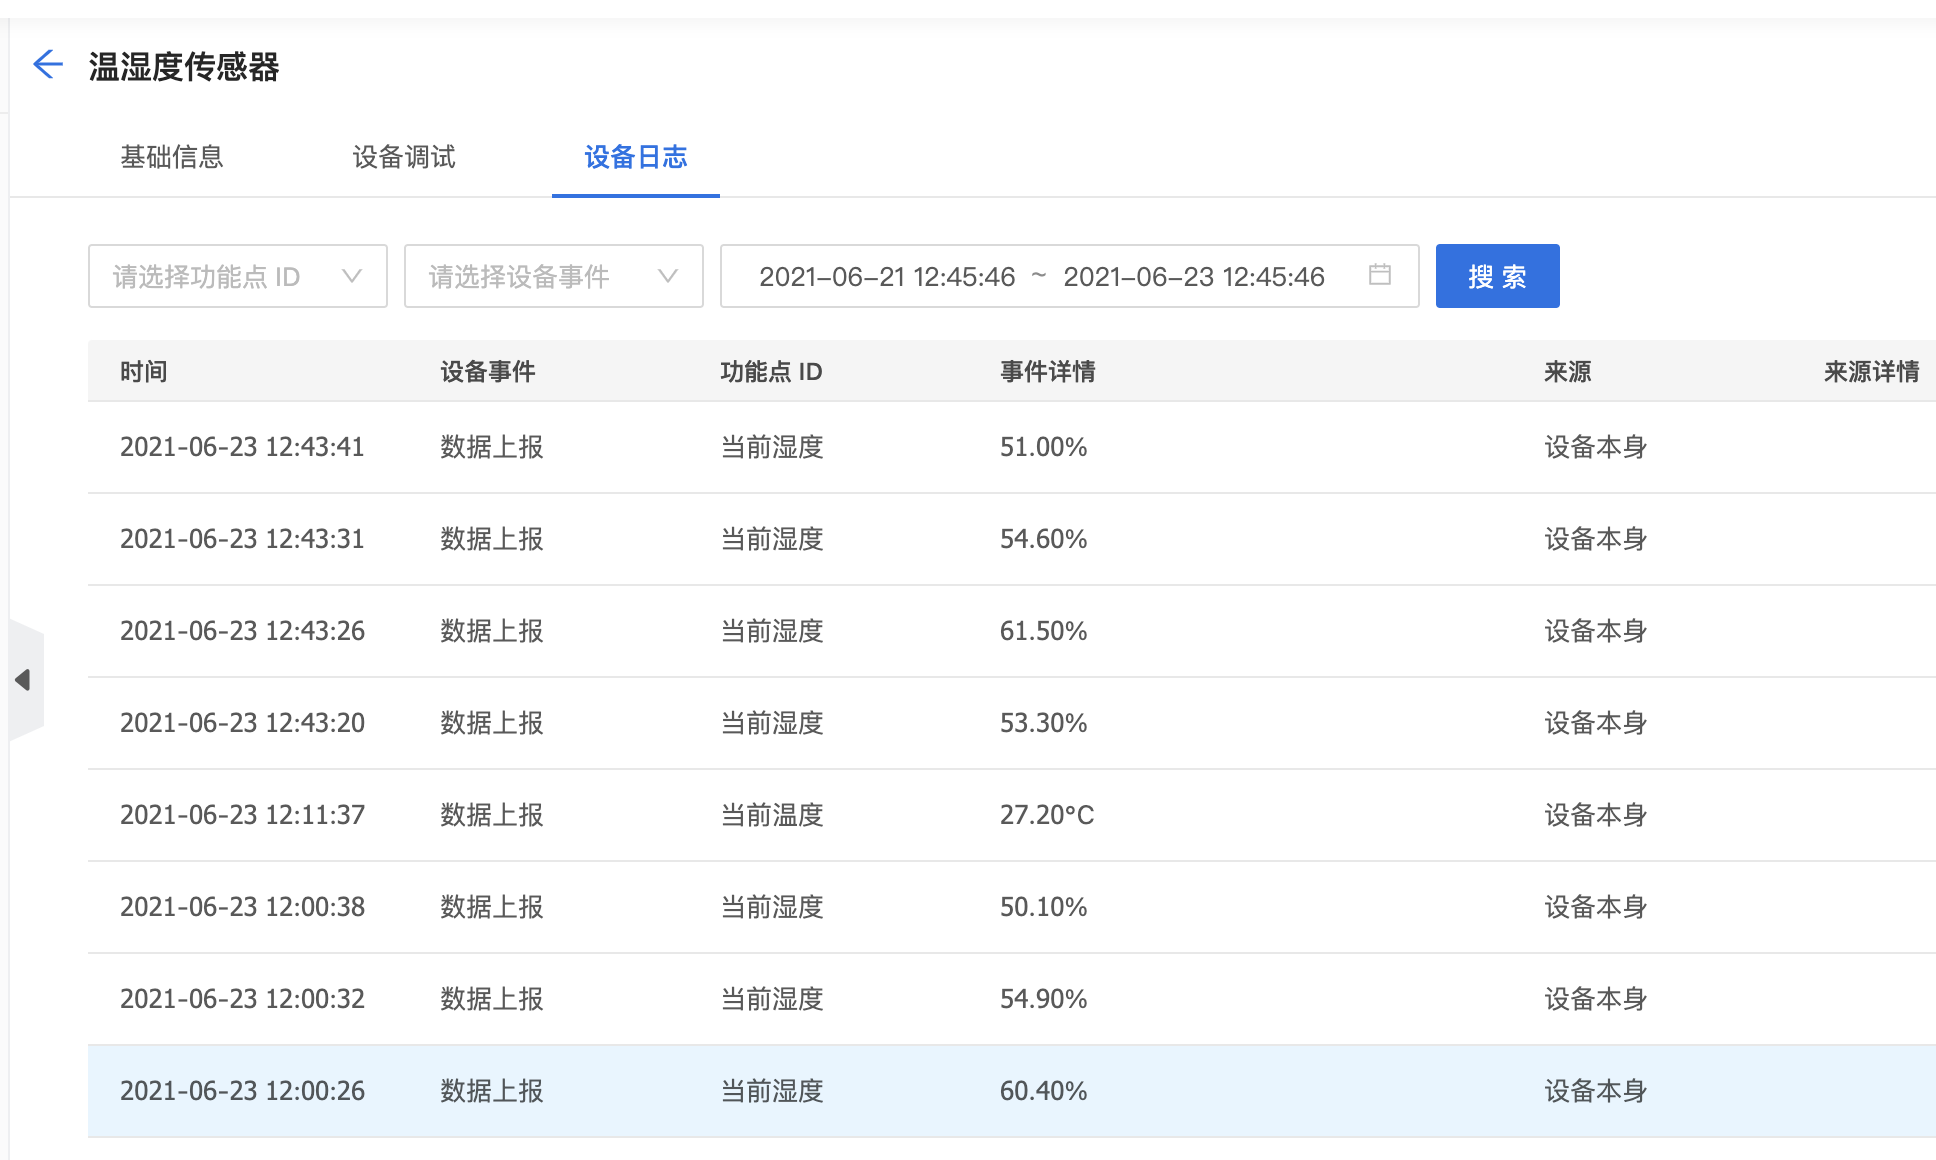 温湿度传感器
基础信息 设备调试 设备日志
请选择功能点 ID 请选择设备事件 2021-06-21 12:45:46 ~ 2021-06-23 12:45:46 搜 索
时间 设备事件 功能点 ID 事件详情 来源 来源详情
2021-06-23 12:43:41 数据上报 当前湿度 51.00% 设备本身
2021-06-23 12:43:31 数据上报 当前湿度 54.60% 设备本身
2021-06-23 12:43:26 数据上报 当前湿度 61.50% 设备本身
2021-06-23 12:43:20 数据上报 当前湿度 53.30% 设备本身
2021-06-23 12:11:37 数据上报 当前温度 27.20°C 设备本身
2021-06-23 12:00:38 数据上报 当前湿度 50.10% 设备本身
2021-06-23 12:00:32 数据上报 当前湿度 54.90% 设备本身
2021-06-23 12:00:26 数据上报 当前湿度 60.40% 设备本身